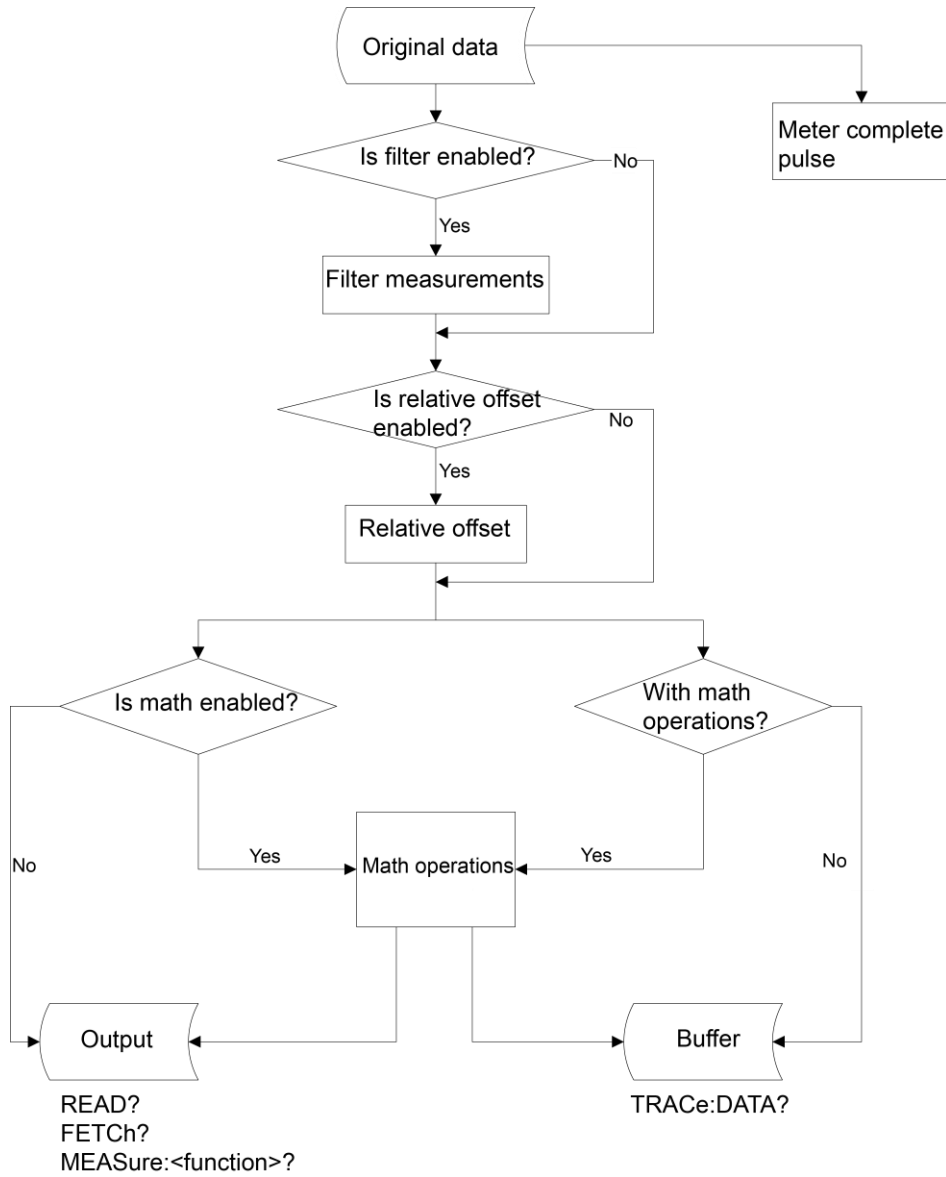 Original data
Meter complete
pulse
Is filter enabled?
No
Yes
Filter measurements
Is relative offset
enabled?
No
Yes
Relative offset
Is math enabled?
With math
operations?
No
Yes
Math operations
Yes
No
Output
Buffer
READ?
TRACe:DATA?
FETCh?
MEASure:<function>?